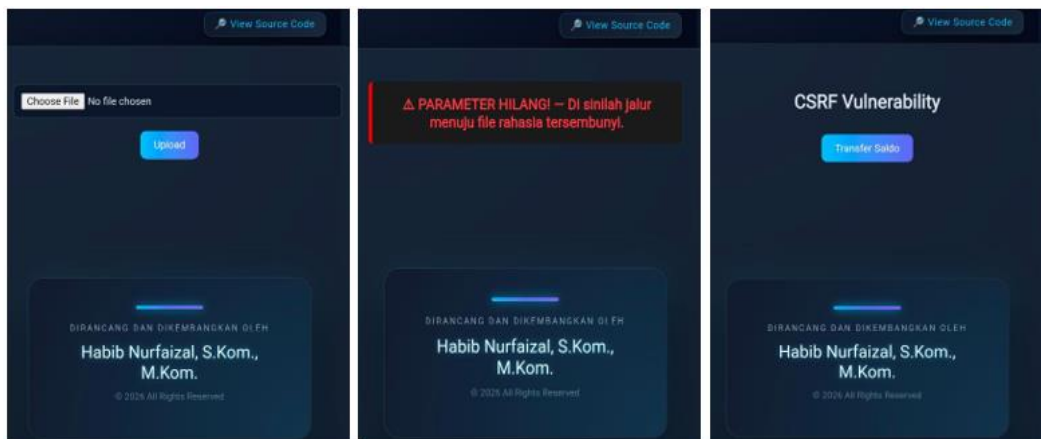 🔎 View Source Code
Choose File No file chosen
Upload
DIRANCANG DAN DIKEMBANGKAN OLEH
Habib Nurfaizal, S.Kom.,
M.Kom.
© 2026 All Rights Reserved
🔎 View Source Code
⚠ PARAMETER HILANG! — Di sinilah jalur
menuju file rahasia tersembunyi.
DIRANCANG DAN DIKEMBANGKAN OLEH
Habib Nurfaizal, S.Kom.,
M.Kom.
© 2026 All Rights Reserved
🔎 View Source Code
CSRF Vulnerability
Transfer Saldo
DIRANCANG DAN DIKEMBANGKAN OLEH
Habib Nurfaizal, S.Kom.,
M.Kom.
© 2026 All Rights Reserved